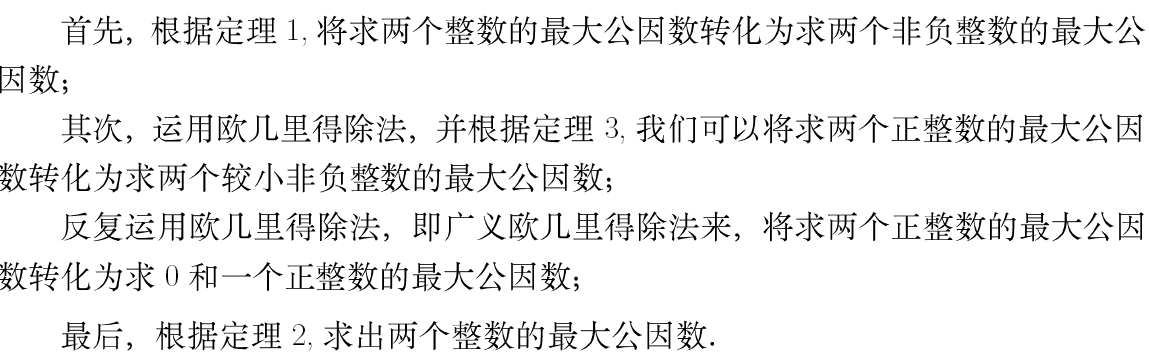 首先，根据定理 1, 将求两个整数的最大公因数转化为求两个非负整数的最大公
因数；
其次，运用欧几里得除法，并根据定理 3, 我们可以将求两个正整数的最大公因
数转化为求两个较小非负整数的最大公因数；
反复运用欧几里得除法，即广义欧几里得除法来，将求两个正整数的最大公因
数转化为求 0 和一个正整数的最大公因数；
最后，根据定理 2, 求出两个整数的最大公因数.